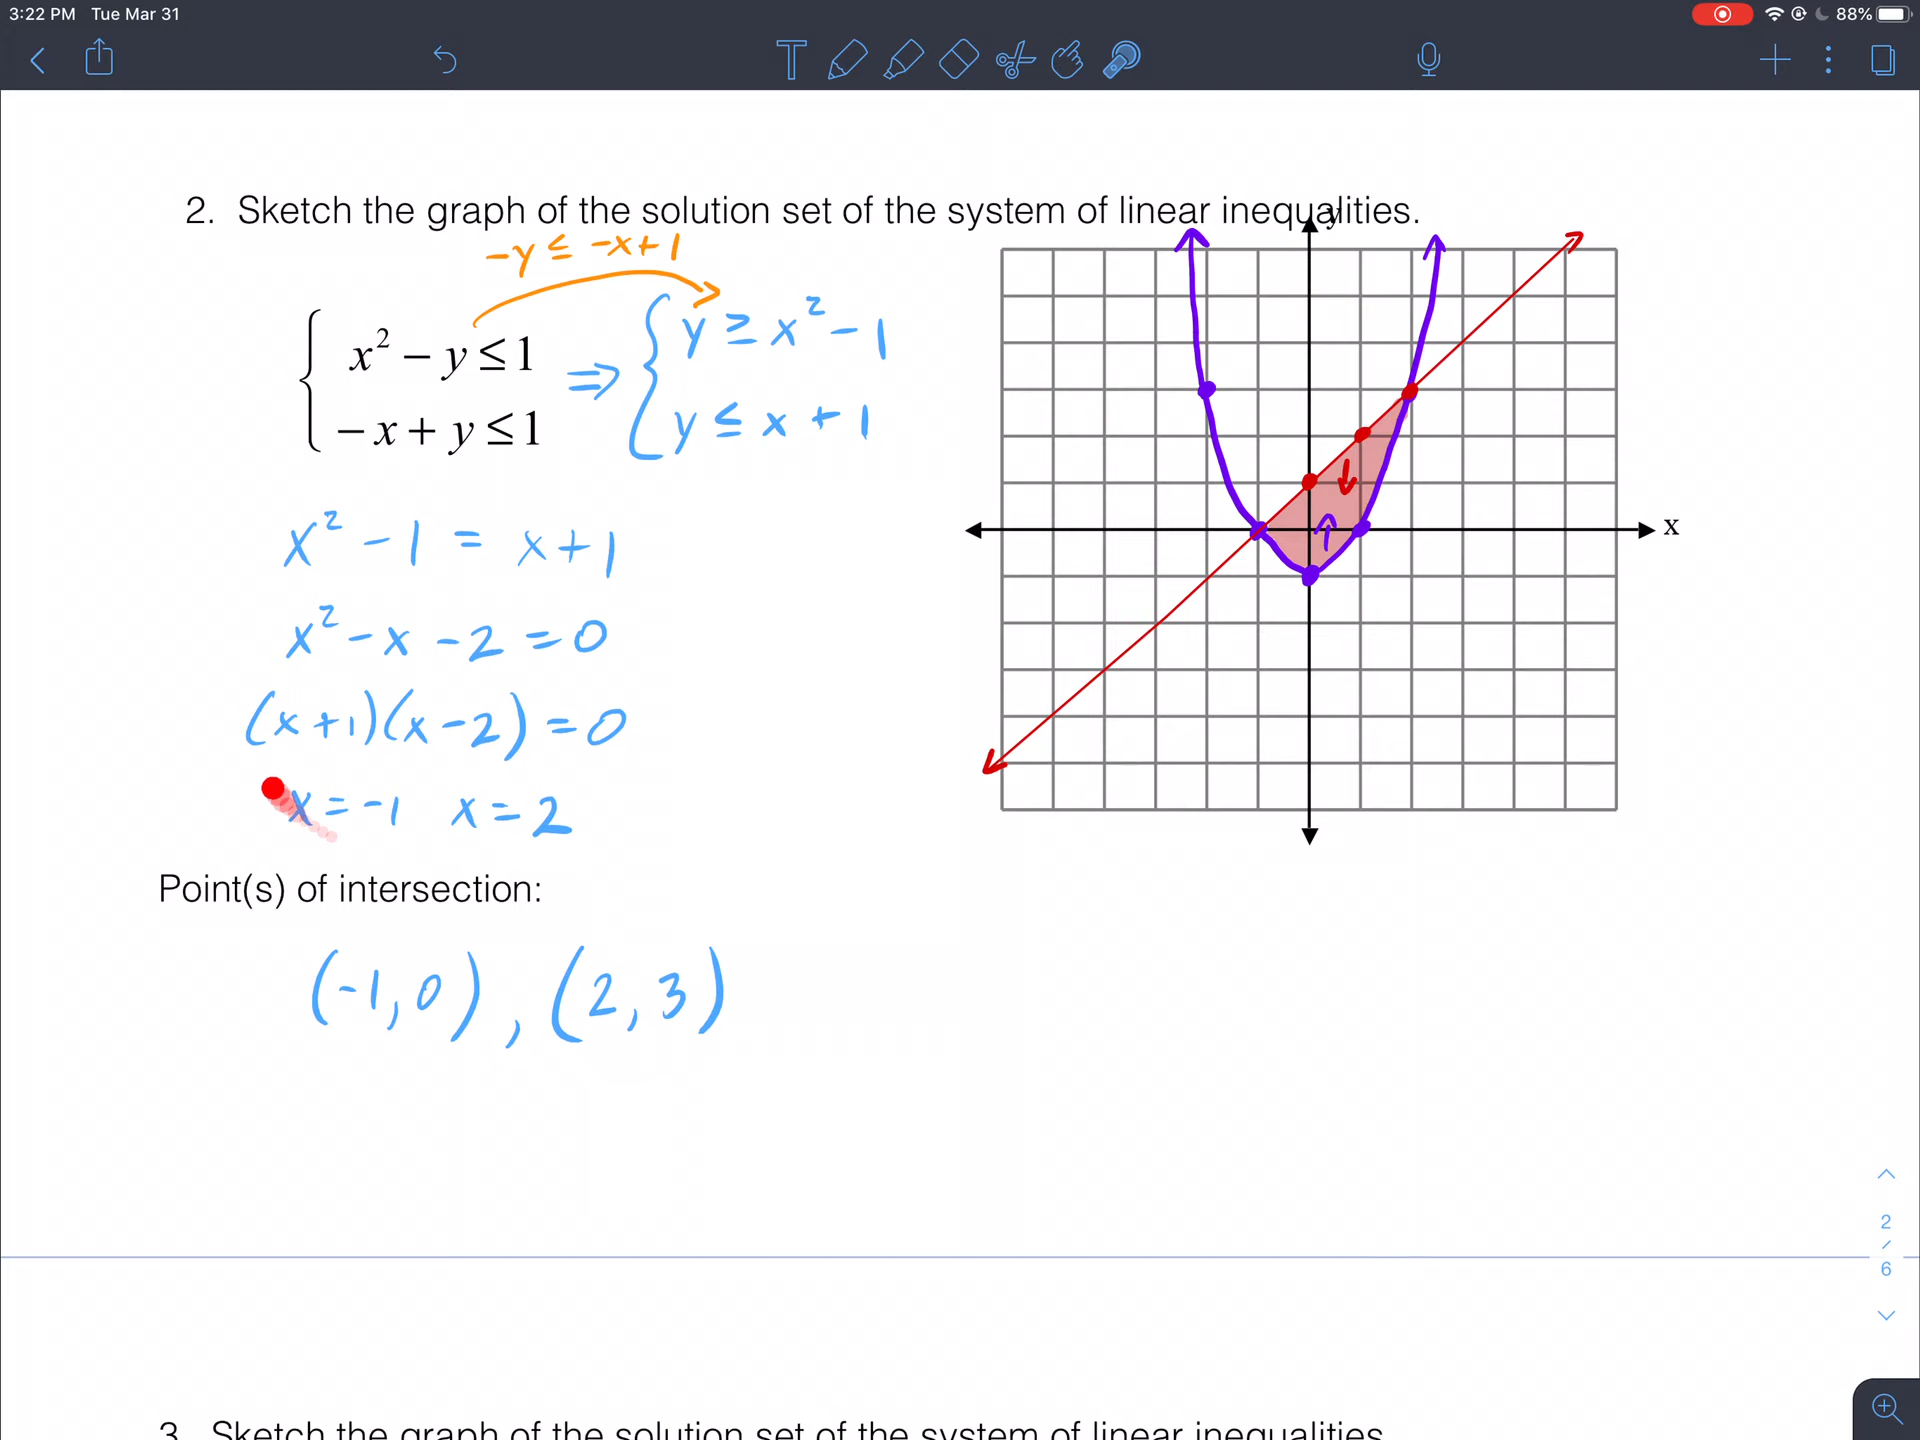 3:22 PM Tue Mar 31
88%
2. Sketch the graph of the solution set of the system of linear inequalities.
y
-y ≤ -x+1
x² − y ≤ 1 ⇒ y ≥ x² − 1
− x + y ≤ 1 y ≤ x + 1
x² - 1 = x+1
x
x² - x - 2 = 0
(x+1)(x-2) = 0
x = -1 x = 2
Point(s) of intersection:
(-1,0), (2,3)
2
/
6
3. Sketch the graph of the solution set of the system of linear inequalities.